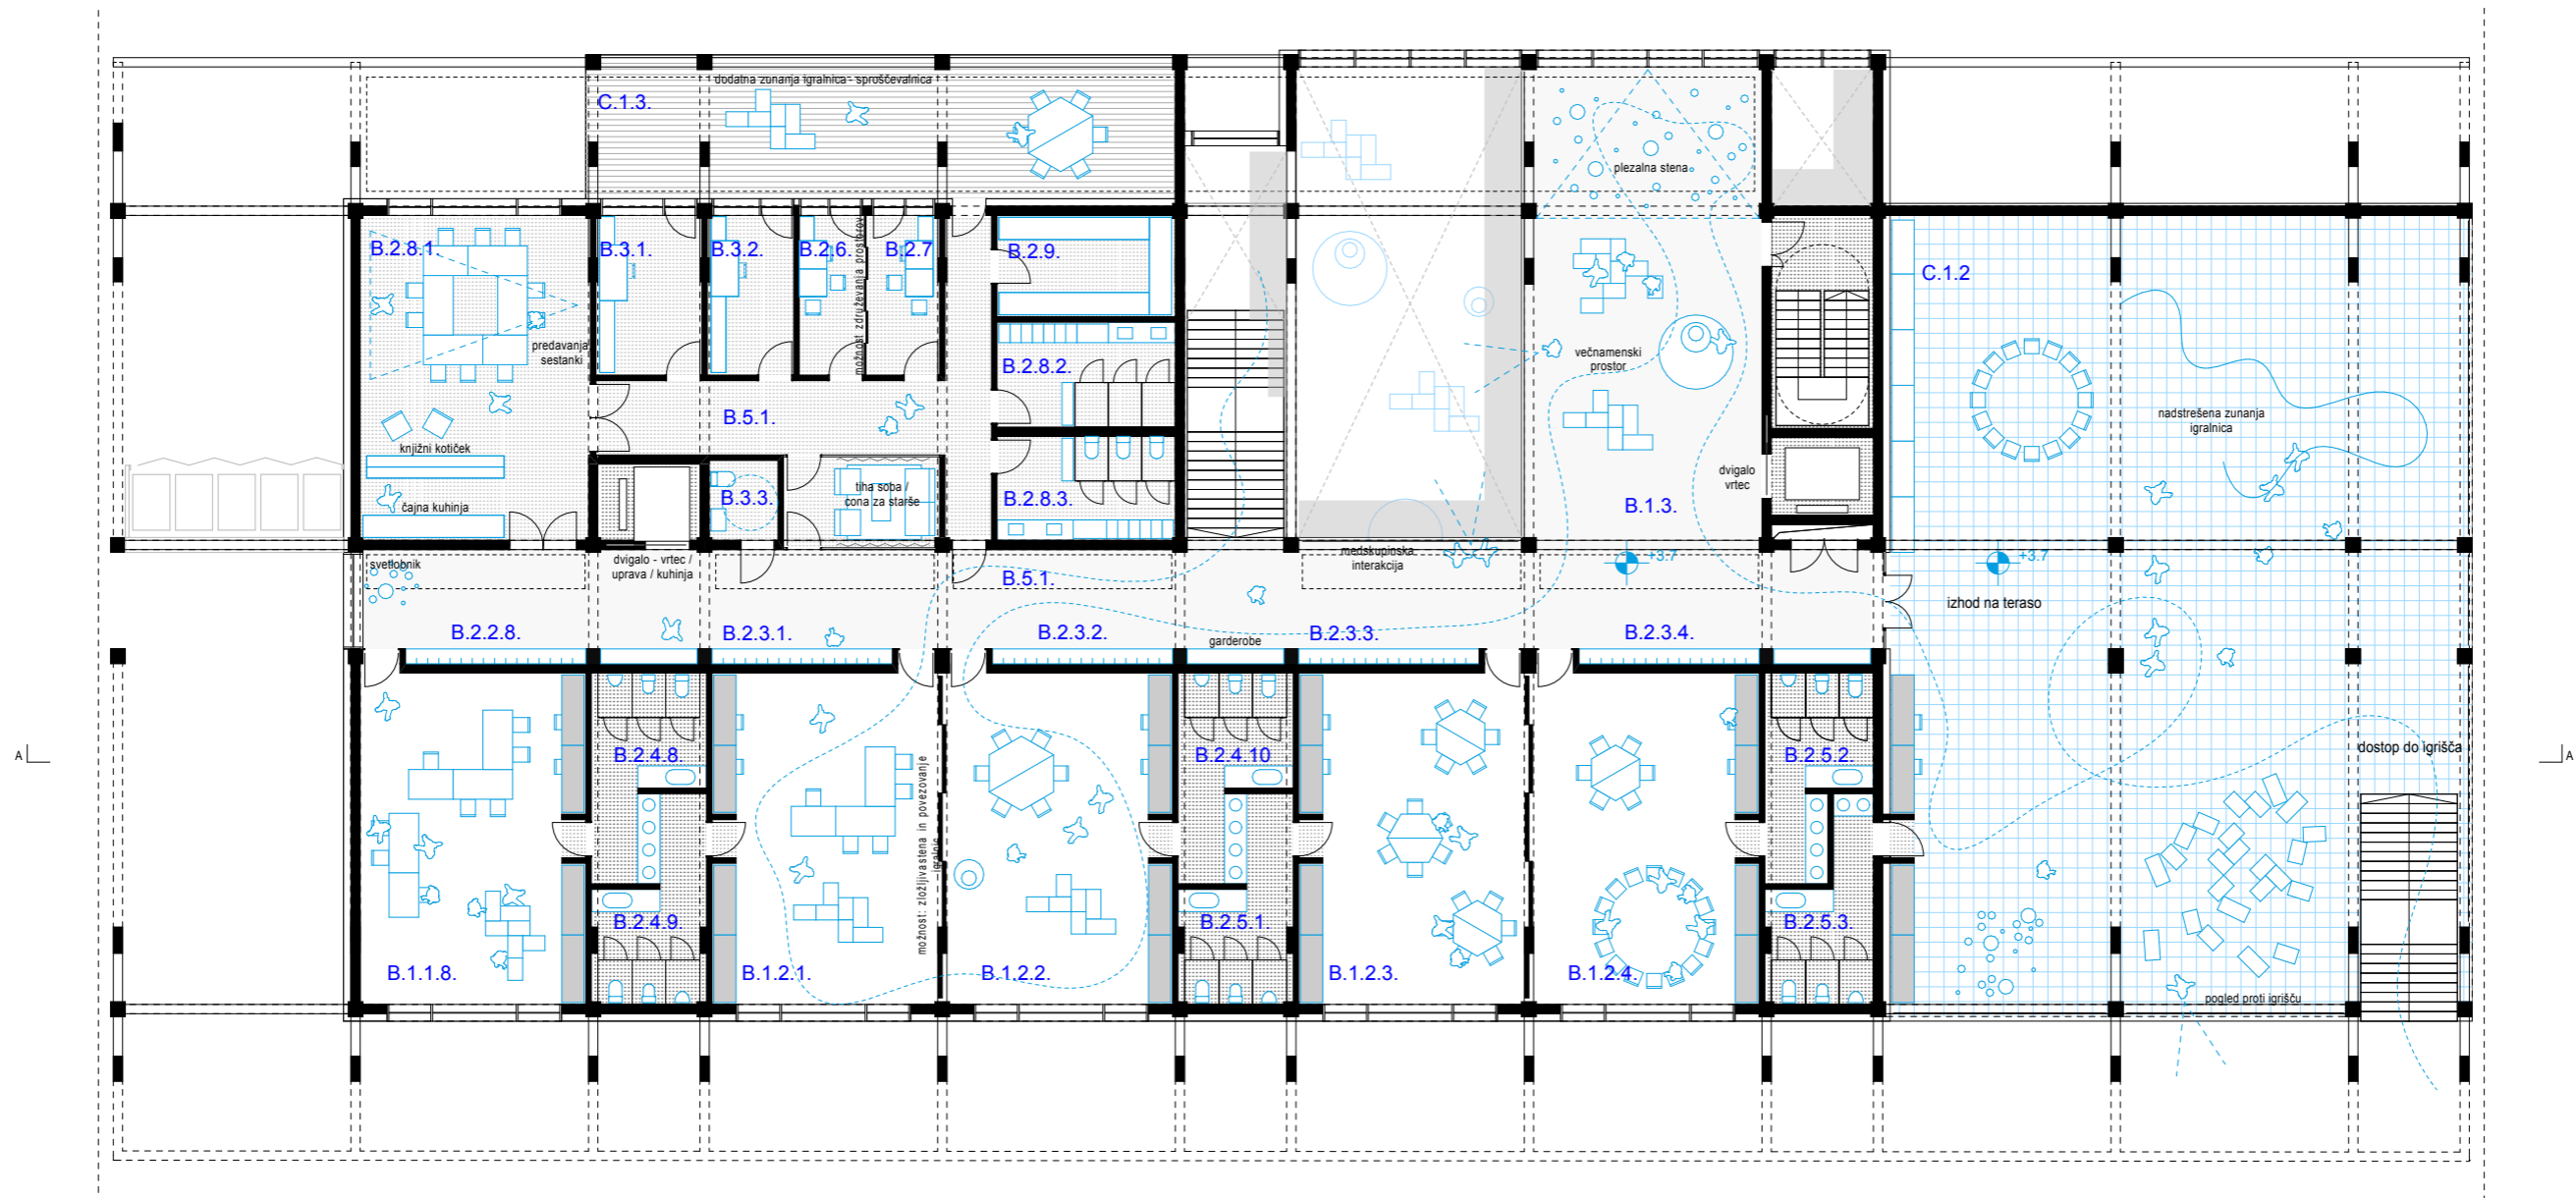 dodatna zunanja igralnica - sproščevalnica
C.1.3.
plezalna stena
B.2.8.1.
B.3.1.
B.3.2.
B.2.6.
B.2.7
B.2.9.
C.1.2
možnost združevanja prostorov
predavanja
sestanki
B.2.8.2.
večnamenski
prostor
nadstrešena zunanja
igralnica
B.5.1.
knjižni kotiček
dvigalo
vrtec
tiha soba /
cona za starše
B.3.3.
B.2.8.3.
čajna kuhinja
B.1.3.
svetlobnik
dvigalo - vrtec /
uprava / kuhinja
B.5.1.
medskupinska
interakcija
+3.7
+3.7
izhod na teraso
B.2.2.8.
B.2.3.1.
B.2.3.2.
garderobe
B.2.3.3.
B.2.3.4.
A
B.2.4.8.
B.2.4.10
B.2.5.2.
dostop do igrišča
A
možnost: zložljivastena in povezovanje
igralnic
B.2.4.9.
B.2.5.1.
B.2.5.3.
B.1.1.8.
B.1.2.1.
B.1.2.2.
B.1.2.3.
B.1.2.4.
pogled proti igrišču